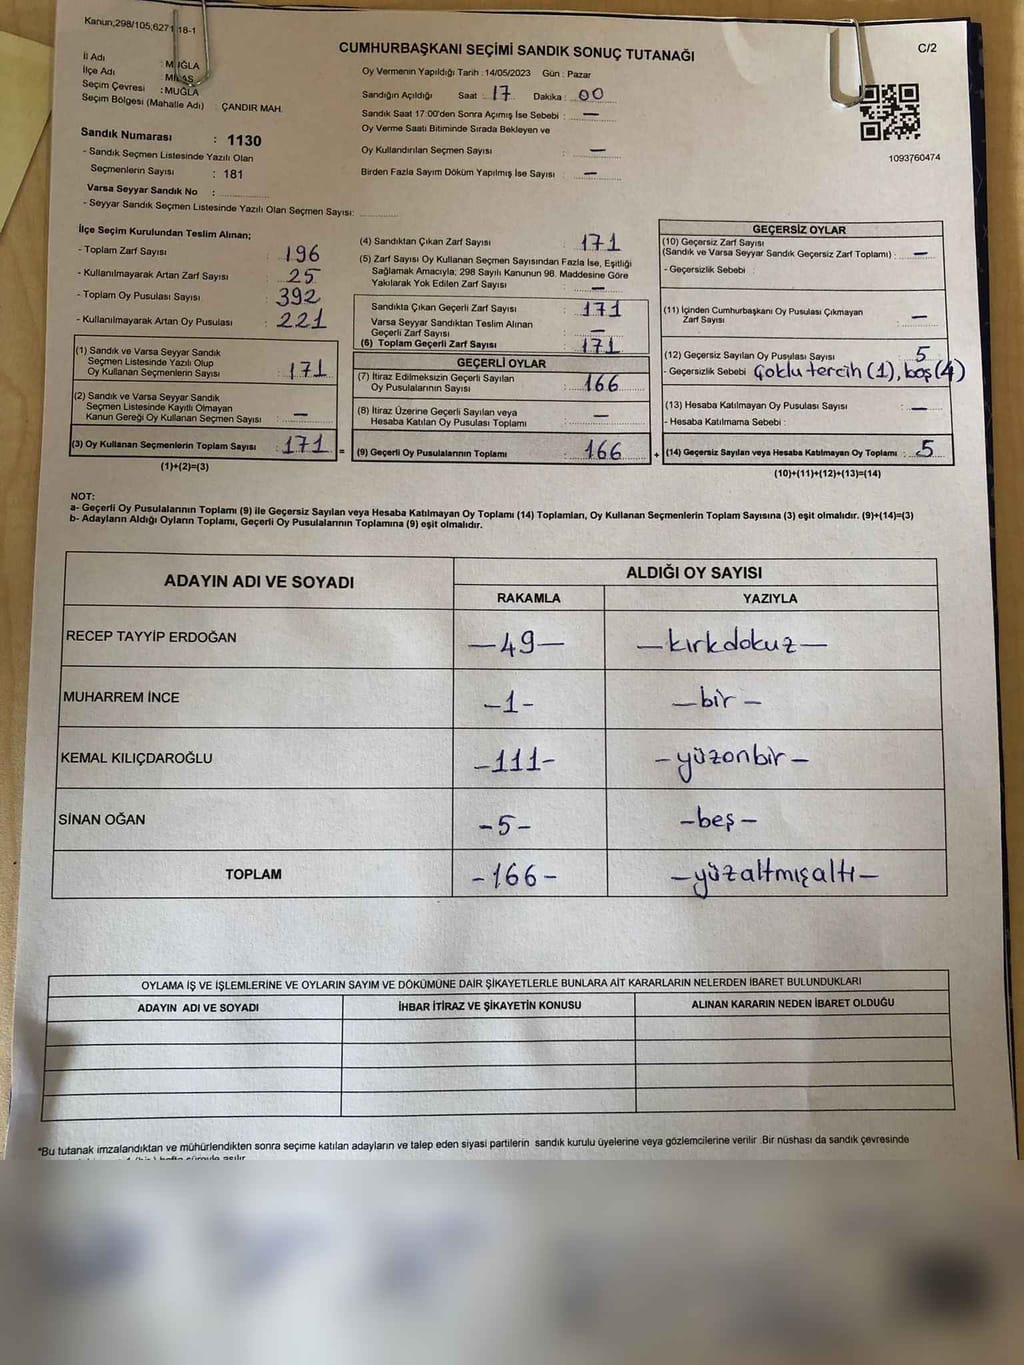 Kanun,298/105,6271 18-1
C/2
CUMHURBAŞKANI SEÇİMİ SANDIK SONUÇ TUTANAĞI
İl Adı : MUĞLA
İlçe Adı : MİLAS
Seçim Çevresi : MUĞLA
Seçim Bölgesi (Mahalle Adı) : ÇANDIR MAH.
Oy Vermenin Yapıldığı Tarih :14/05/2023 Gün : Pazar
Sandığın Açıldığı Saat : 17 Dakika : 00
Sandık Saat 17:00'den Sonra Açımış İse Sebebi : —
Oy Verme Saati Bitiminde Sırada Bekleyen ve
Oy Kullandırılan Seçmen Sayısı : —
Birden Fazla Sayım Döküm Yapılmış İse Sayısı : —
1093760474
Sandık Numarası : 1130
- Sandık Seçmen Listesinde Yazılı Olan
Seçmenlerin Sayısı : 181
Varsa Seyyar Sandık No :
- Seyyar Sandık Seçmen Listesinde Yazılı Olan Seçmen Sayısı:
İlçe Seçim Kurulundan Teslim Alınan;
- Toplam Zarf Sayısı : 196
- Kullanılmayarak Artan Zarf Sayısı : 25
- Toplam Oy Pusulası Sayısı : 392
- Kullanılmayarak Artan Oy Pusulası : 221
(1) Sandık ve Varsa Seyyar Sandık
Seçmen Listesinde Yazılı Olup
Oy Kullanan Seçmenlerin Sayısı : 171
(2) Sandık ve Varsa Seyyar Sandık
Seçmen Listesinde Kayıtlı Olmayan
Kanun Gereği Oy Kullanan Seçmen Sayısı : —
(3) Oy Kullanan Seçmenlerin Toplam Sayısı : 171 =
(1)+(2)=(3)
(4) Sandıktan Çıkan Zarf Sayısı : 171
(5) Zarf Sayısı Oy Kullanan Seçmen Sayısından Fazla İse, Eşitliği
Sağlamak Amacıyla; 298 Sayılı Kanunun 98. Maddesine Göre
Yakılarak Yok Edilen Zarf Sayısı : —
Sandıkta Çıkan Geçerli Zarf Sayısı : 171
Varsa Seyyar Sandıktan Teslim Alınan
Geçerli Zarf Sayısı : —
(6) Toplam Geçerli Zarf Sayısı : 171
GEÇERLİ OYLAR
(7) İtiraz Edilmeksizin Geçerli Sayılan
Oy Pusulalarının Sayısı : 166
(8) İtiraz Üzerine Geçerli Sayılan veya
Hesaba Katılan Oy Pusulası Toplamı : —
(9) Geçerli Oy Pusulalarının Toplamı : 166 +
GEÇERSİZ OYLAR
(10) Geçersiz Zarf Sayısı
(Sandık ve Varsa Seyyar Sandık Geçersiz Zarf Toplamı) : —
- Geçersizlik Sebebi :
(11) İçinden Cumhurbaşkanı Oy Pusulası Çıkmayan
Zarf Sayısı : —
(12) Geçersiz Sayılan Oy Pusulası Sayısı : 5
- Geçersizlik Sebebi Çoklu tercih (1), boş (4)
(13) Hesaba Katılmayan Oy Pusulası Sayısı : —
- Hesaba Katılmama Sebebi :
(14) Geçersiz Sayılan veya Hesaba Katılmayan Oy Toplamı : 5
(10)+(11)+(12)+(13)=(14)
NOT:
a- Geçerli Oy Pusulalarının Toplamı (9) ile Geçersiz Sayılan veya Hesaba Katılmayan Oy Toplamı (14) Toplamları, Oy Kullanan Seçmenlerin Toplam Sayısına (3) eşit olmalıdır. (9)+(14)=(3)
b- Adayların Aldığı Oyların Toplamı, Geçerli Oy Pusulalarının Toplamına (9) eşit olmalıdır.
ADAYIN ADI VE SOYADI
ALDIĞI OY SAYISI
RAKAMLA YAZIYLA
RECEP TAYYİP ERDOĞAN —49— —kırkdokuz—
MUHARREM İNCE —1— —bir—
KEMAL KILIÇDAROĞLU —111— —yüzonbir—
SİNAN OĞAN —5— —beş—
TOPLAM —166— —yüzaltmışaltı—
OYLAMA İŞ VE İŞLEMLERİNE VE OYLARIN SAYIM VE DÖKÜMÜNE DAİR ŞİKAYETLERLE BUNLARA AİT KARARLARIN NELERDEN İBARET BULUNDUKLARI
ADAYIN ADI VE SOYADI İHBAR İTİRAZ VE ŞİKAYETİN KONUSU ALINAN KARARIN NEDEN İBARET OLDUĞU
*Bu tutanak imzalandıktan ve mühürlendikten sonra seçime katılan adayların ve talep eden siyasi partilerin sandık kurulu üyelerine veya gözlemcilerine verilir .Bir nüshası da sandık çevresinde